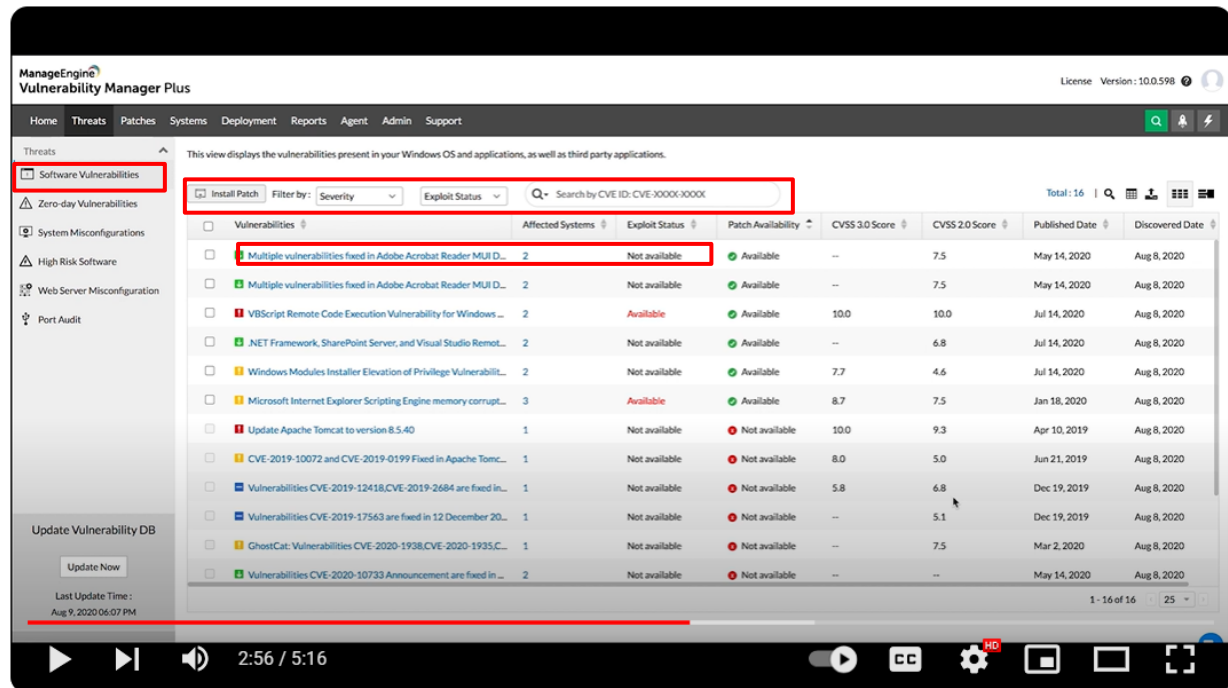 ManageEngine
Vulnerability Manager Plus
License Version : 10.0.598
Home Threats Patches Systems Deployment Reports Agent Admin Support
Threats
Software Vulnerabilities
Zero-day Vulnerabilities
System Misconfigurations
High Risk Software
Web Server Misconfiguration
Port Audit
Update Vulnerability DB
Update Now
Last Update Time :
Aug 9, 2020 06:07 PM
This view displays the vulnerabilities present in your Windows OS and applications, as well as third party applications.
Install Patch Filter by : Severity Exploit Status Search by CVE ID: CVE-XXXX-XXXX Total : 16
Vulnerabilities Affected Systems Exploit Status Patch Availability CVSS 3.0 Score CVSS 2.0 Score Published Date Discovered Date
Multiple vulnerabilities fixed in Adobe Acrobat Reader MUI D... 2 Not available Available -- 7.5 May 14, 2020 Aug 8, 2020
Multiple vulnerabilities fixed in Adobe Acrobat Reader MUI D... 2 Not available Available -- 7.5 May 14, 2020 Aug 8, 2020
VBScript Remote Code Execution Vulnerability for Windows ... 2 Available Available 10.0 10.0 Jul 14, 2020 Aug 8, 2020
.NET Framework, SharePoint Server, and Visual Studio Remot... 2 Not available Available -- 6.8 Jul 14, 2020 Aug 8, 2020
Windows Modules Installer Elevation of Privilege Vulnerabilit... 2 Not available Available 7.7 4.6 Jul 14, 2020 Aug 8, 2020
Microsoft Internet Explorer Scripting Engine memory corrupt... 3 Available Available 8.7 7.5 Jan 18, 2020 Aug 8, 2020
Update Apache Tomcat to version 8.5.40 1 Not available Not available 10.0 9.3 Apr 10, 2019 Aug 8, 2020
CVE-2019-10072 and CVE-2019-0199 Fixed in Apache Tomc... 1 Not available Not available 8.0 5.0 Jun 21, 2019 Aug 8, 2020
Vulnerabilities CVE-2019-12418,CVE-2019-2684 are fixed in... 1 Not available Not available 5.8 6.8 Dec 19, 2019 Aug 8, 2020
Vulnerabilities CVE-2019-17563 are fixed in 12 December 20... 1 Not available Not available -- 5.1 Dec 19, 2019 Aug 8, 2020
GhostCat: Vulnerabilities CVE-2020-1938,CVE-2020-1935,C... 1 Not available Not available -- 7.5 Mar 2, 2020 Aug 8, 2020
Vulnerabilities CVE-2020-10733 Announcement are fixed in ... 2 Not available Not available -- -- May 14, 2020 Aug 8, 2020
1 - 16 of 16 25
2:56 / 5:16 CC HD